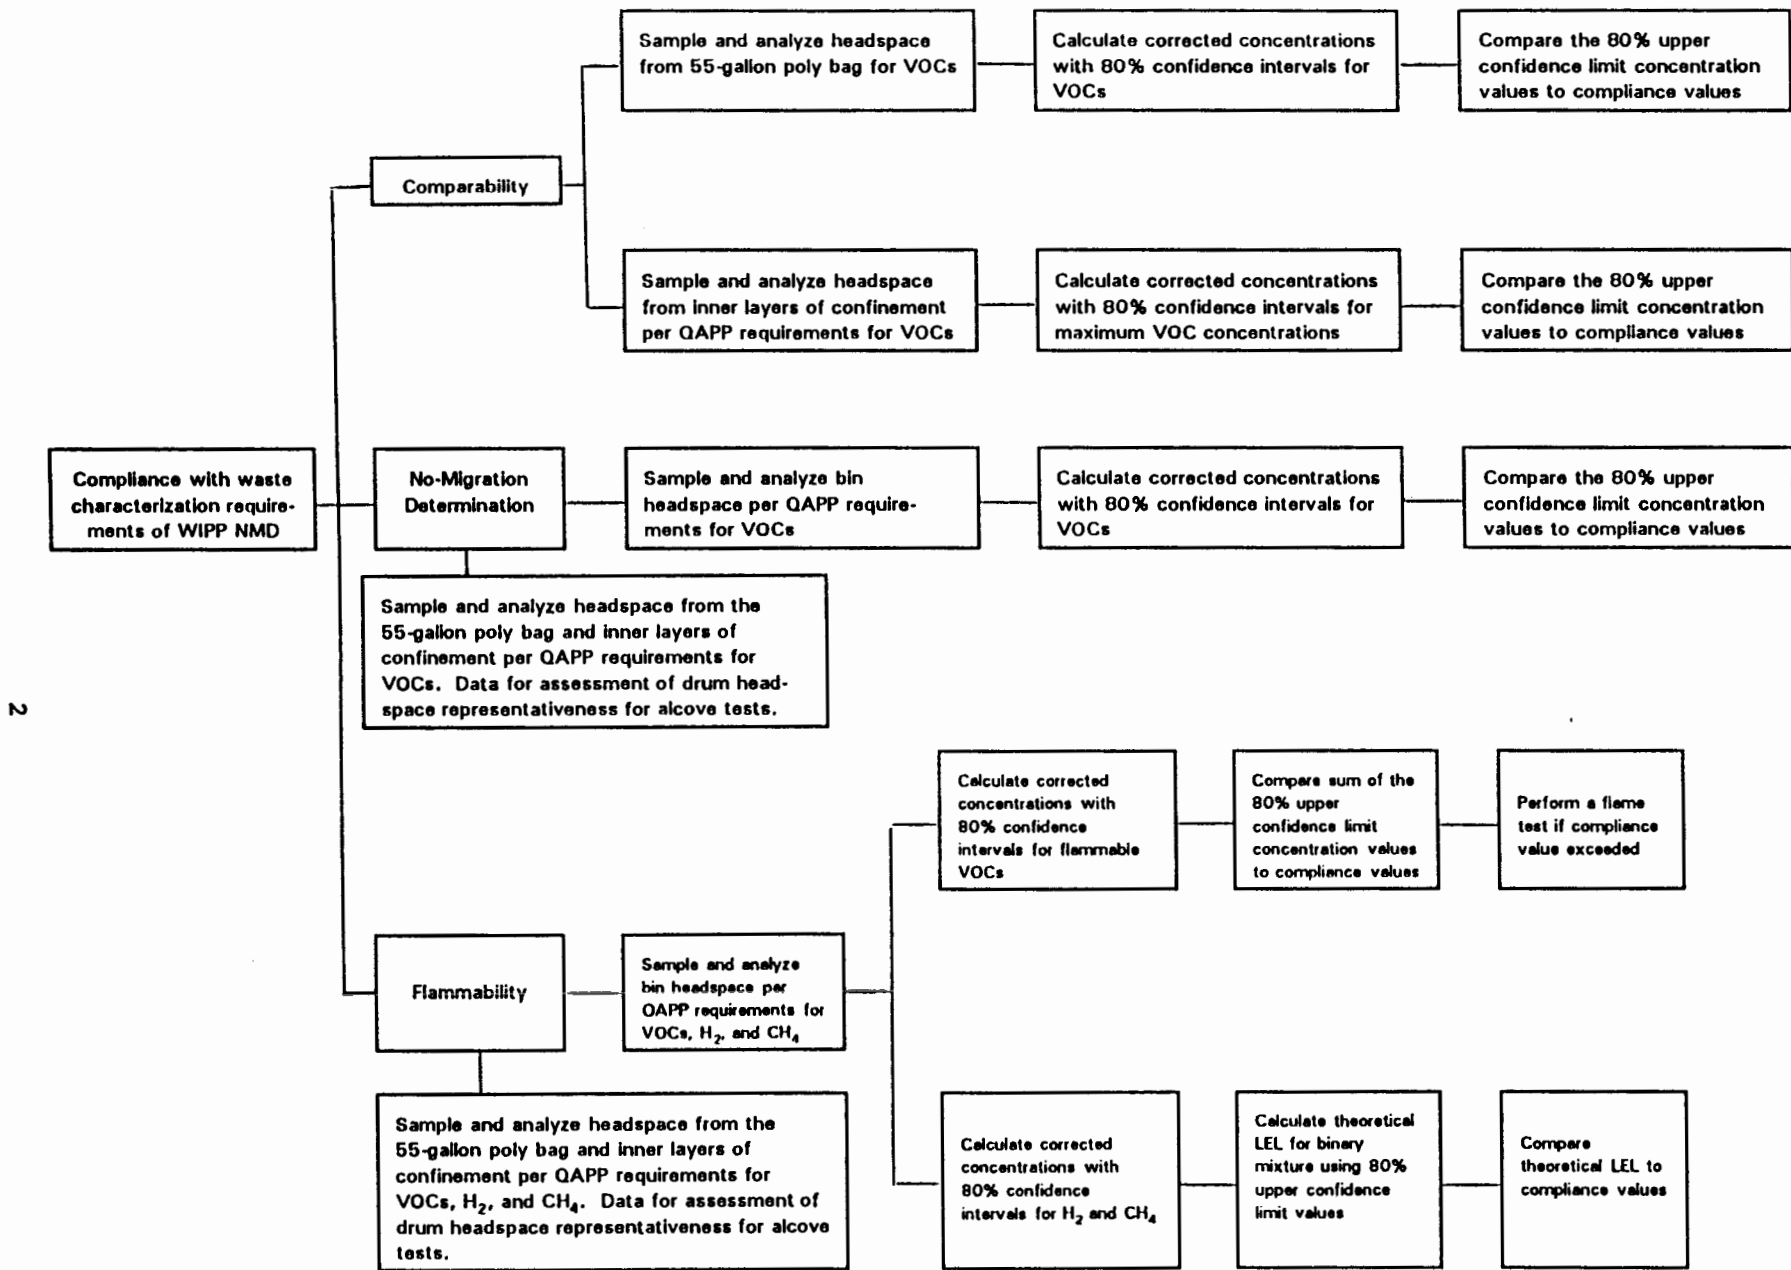 Sample and analyze headspace
from 55-gallon poly bag for VOCs
Calculate corrected concentrations
with 80% confidence intervals for
VOCs
Compare the 80% upper
confidence limit concentration
values to compliance values
Comparability
Sample and analyze headspace
from inner layers of confinement
per QAPP requirements for VOCs
Calculate corrected concentrations
with 80% confidence intervals for
maximum VOC concentrations
Compare the 80% upper
confidence limit concentration
values to compliance values
Compliance with waste
characterization require-
ments of WIPP NMD
No-Migration
Determination
Sample and analyze bin
headspace per QAPP require-
ments for VOCs
Calculate corrected concentrations
with 80% confidence intervals for
VOCs
Compare the 80% upper
confidence limit concentration
values to compliance values
Sample and analyze headspace from the
55-gallon poly bag and inner layers of
confinement per QAPP requirements for
VOCs. Data for assessment of drum head-
space representativeness for alcove tests.
2
Calculate corrected
concentrations with
80% confidence
intervals for flammable
VOCs
Compare sum of the
80% upper
confidence limit
concentration values
to compliance values
Perform a flame
test if compliance
value exceeded
Flammability
Sample and analyze
bin headspace per
QAPP requirements for
VOCs, H₂, and CH₄
Sample and analyze headspace from the
55-gallon poly bag and inner layers of
confinement per QAPP requirements for
VOCs, H₂, and CH₄. Data for assessment of
drum headspace representativeness for alcove
tests.
Calculate corrected
concentrations with
80% confidence
intervals for H₂ and CH₄
Calculate theoretical
LEL for binary
mixture using 80%
upper confidence
limit values
Compare
theoretical LEL to
compliance values